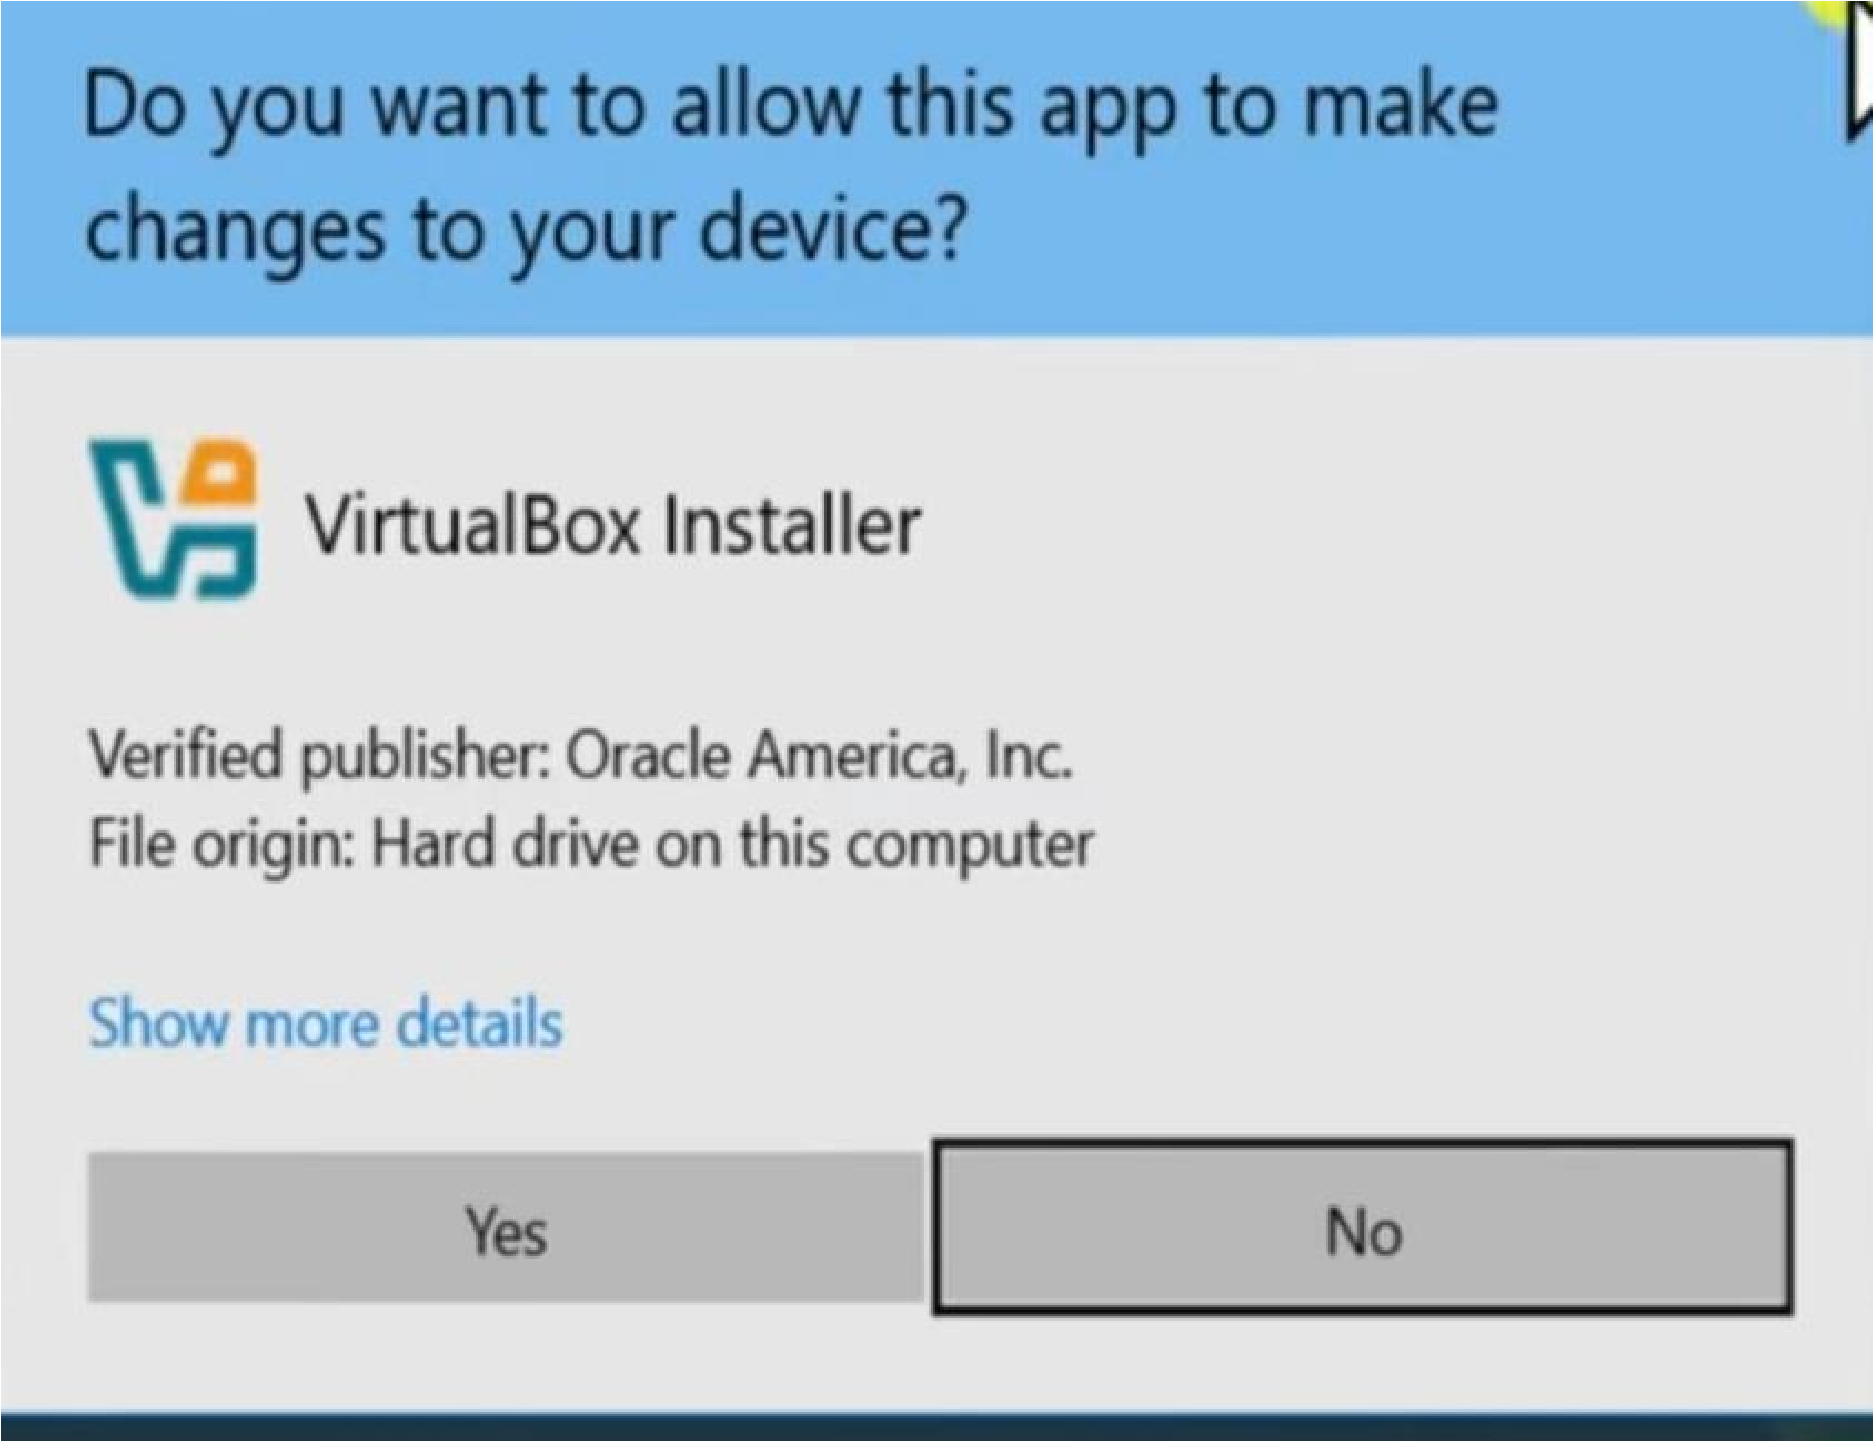 Do you want to allow this app to make
changes to your device?
VirtualBox Installer
Verified publisher: Oracle America, Inc.
File origin: Hard drive on this computer
Show more details
Yes
No